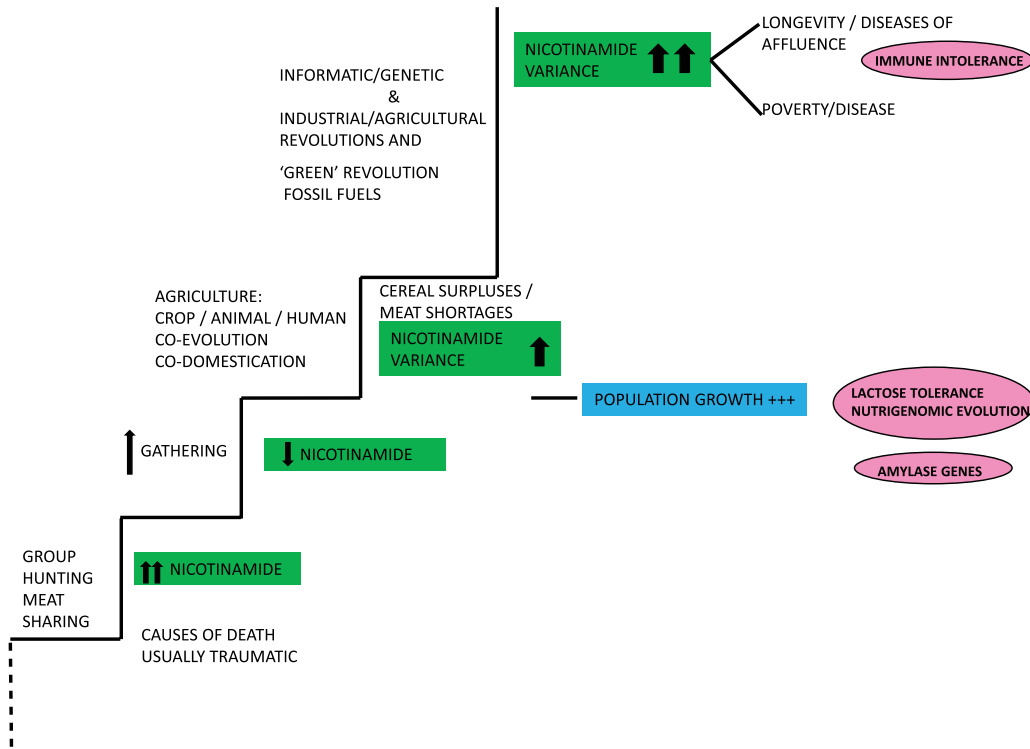 LONGEVITY / DISEASES OF
AFFLUENCE
NICOTINAMIDE
VARIANCE
IMMUNE INTOLERANCE
POVERTY/DISEASE
INFORMATIC/GENETIC
&
INDUSTRIAL/AGRICULTURAL
REVOLUTIONS AND
‘GREEN’ REVOLUTION
FOSSIL FUELS
AGRICULTURE:
CROP / ANIMAL / HUMAN
CO-EVOLUTION
CO-DOMESTICATION
CEREAL SURPLUSES /
MEAT SHORTAGES
NICOTINAMIDE
VARIANCE
POPULATION GROWTH +++
LACTOSE TOLERANCE
NUTRIGENOMIC EVOLUTION
AMYLASE GENES
GATHERING
NICOTINAMIDE
GROUP
HUNTING
MEAT
SHARING
NICOTINAMIDE
CAUSES OF DEATH
USUALLY TRAUMATIC